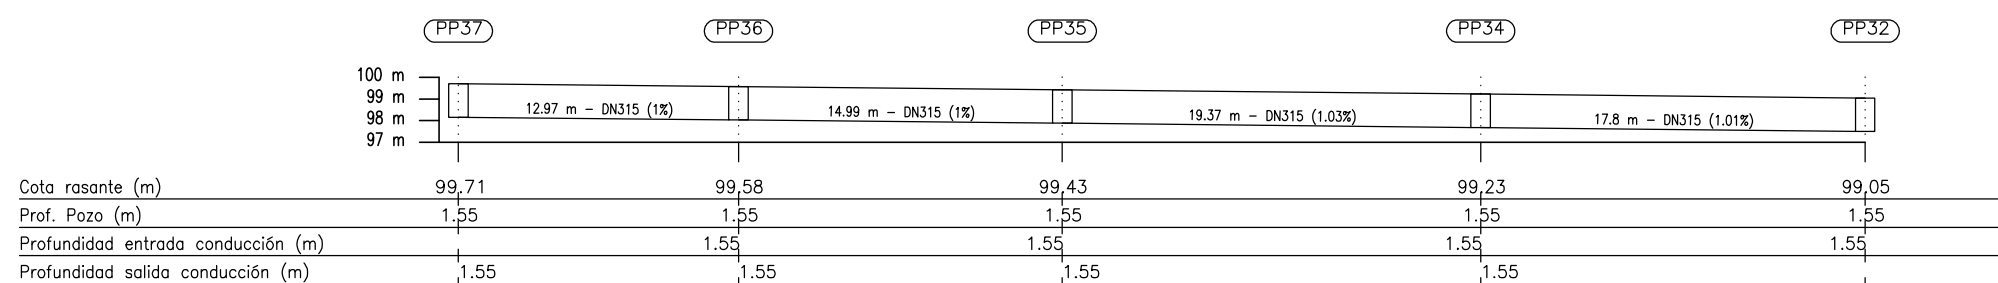 PP37 PP36 PP35 PP34 PP32
100 m
99 m
98 m
97 m
12.97 m - DN315 (1%) 14.99 m - DN315 (1%) 19.37 m - DN315 (1.03%) 17.8 m - DN315 (1.01%)
Cota rasante (m) 99.71 99.58 99.43 99.23 99.05
Prof. Pozo (m) 1.55 1.55 1.55 1.55 1.55
Profundidad entrada conducción (m) 1.55 1.55 1.55 1.55
Profundidad salida conducción (m) 1.55 1.55 1.55 1.55